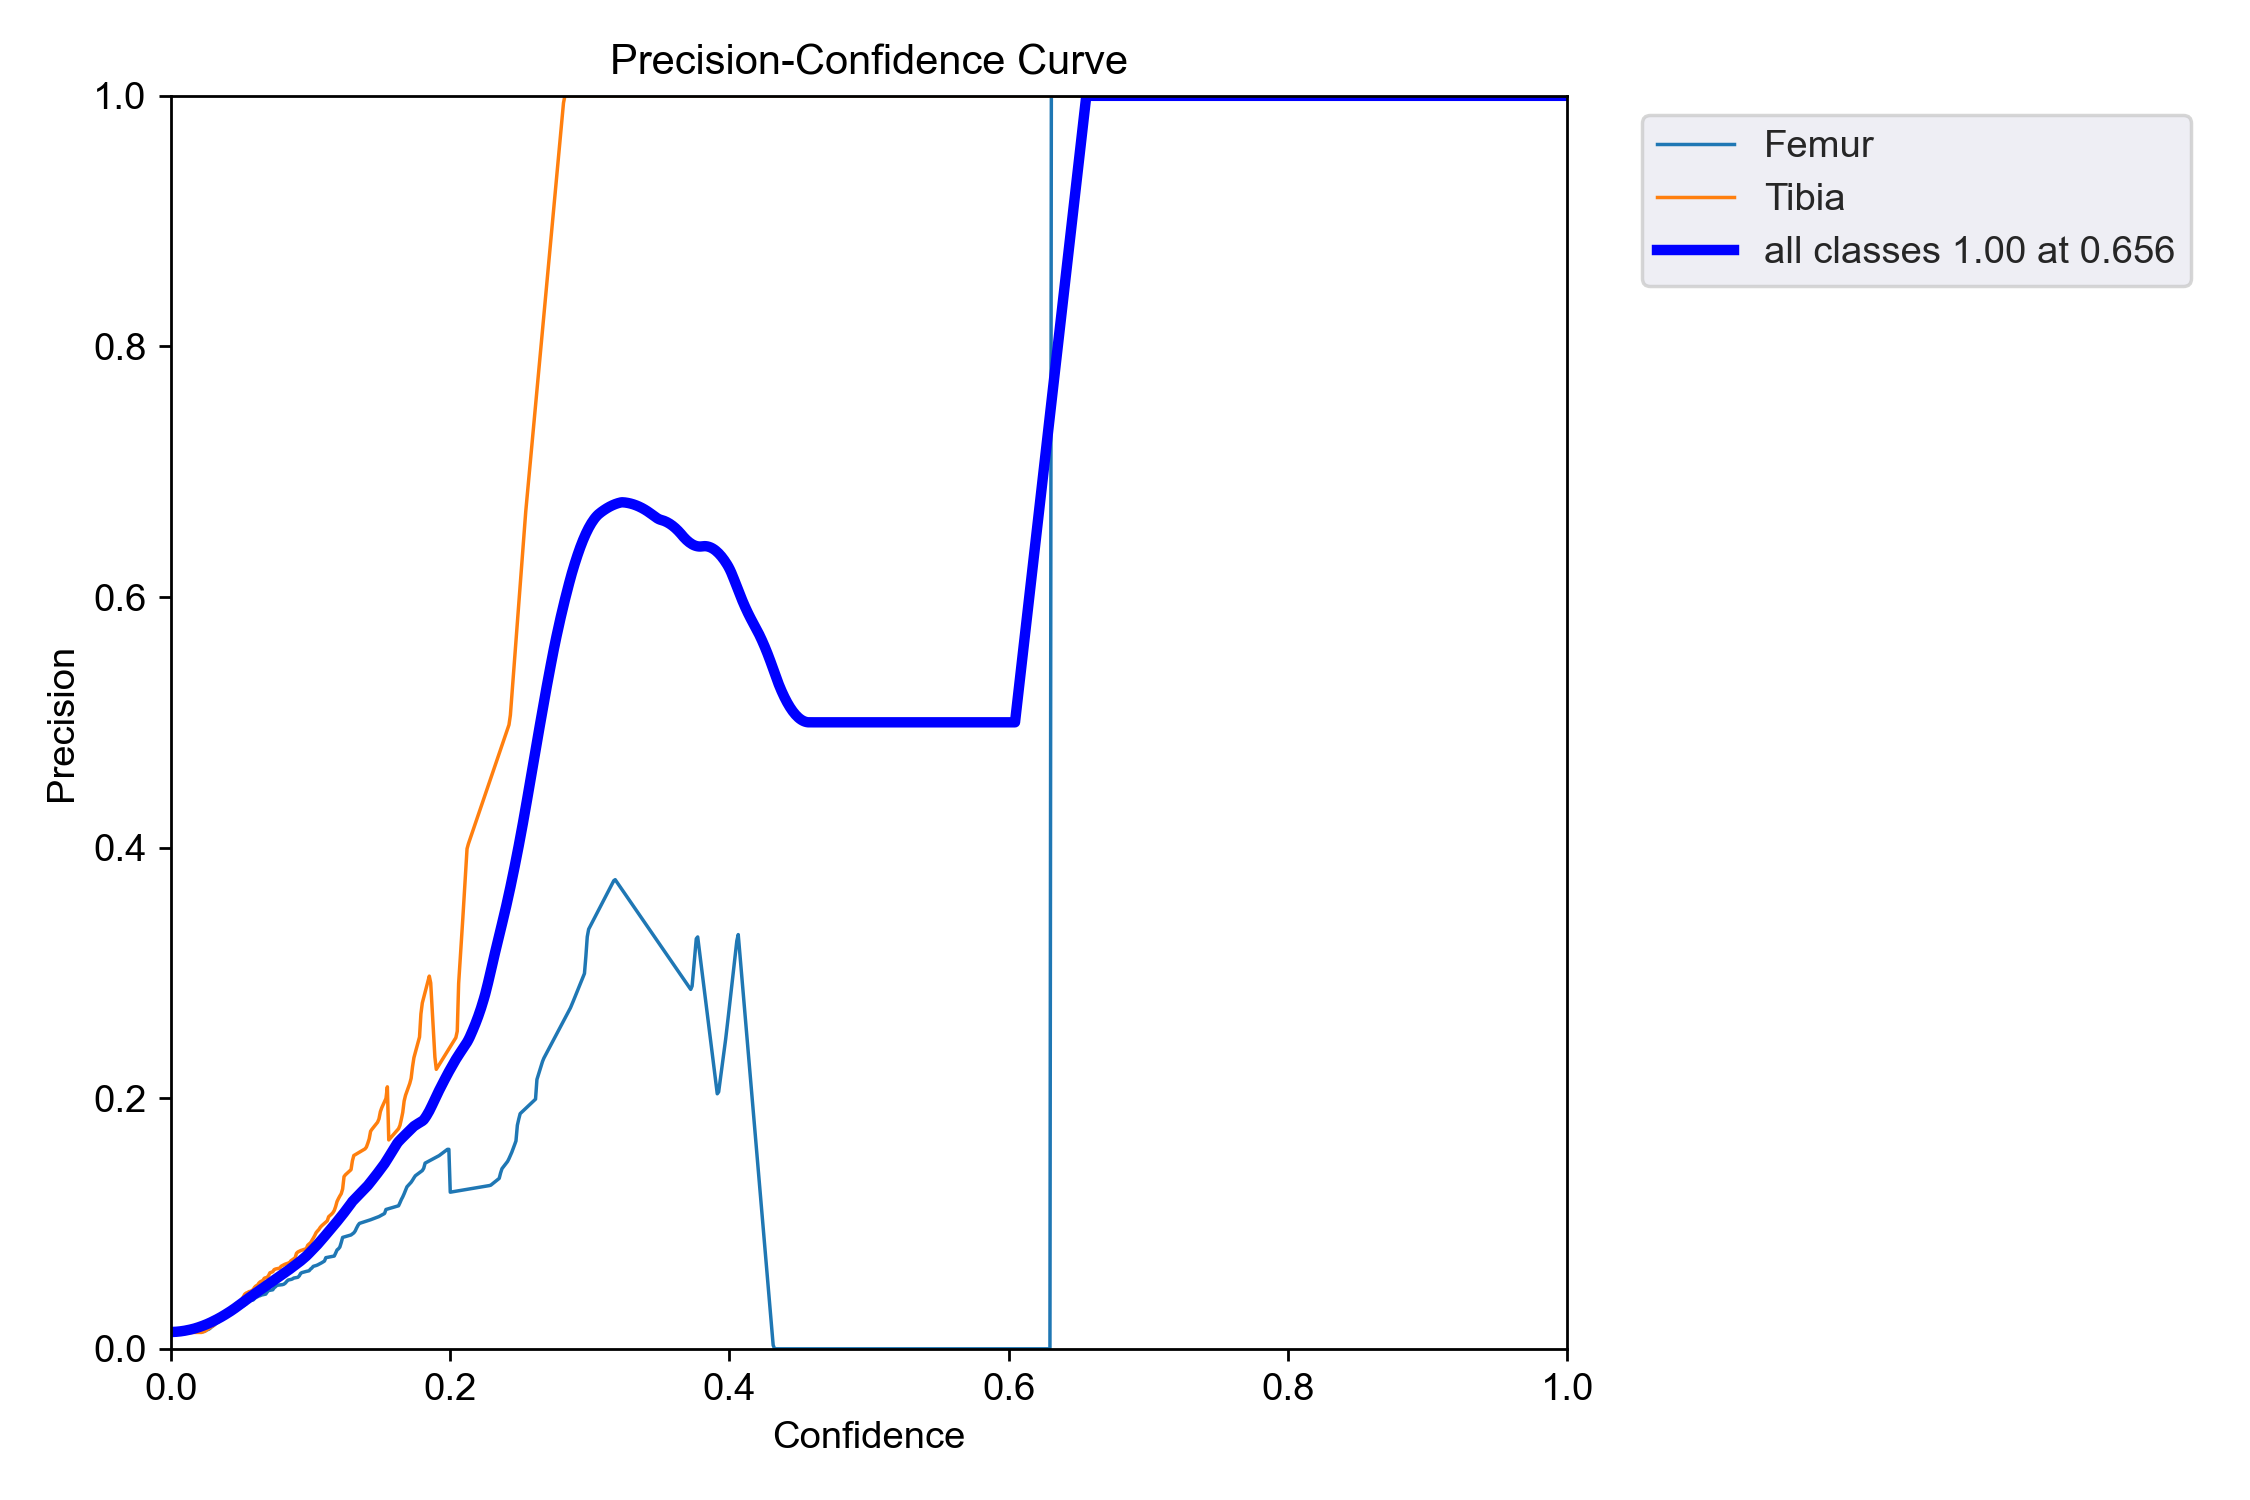 Precision-Confidence Curve
1.0
0.8
0.6
0.4
0.2
0.0
Precision
0.0 0.2 0.4 0.6 0.8 1.0
Confidence
Femur
Tibia
all classes 1.00 at 0.656